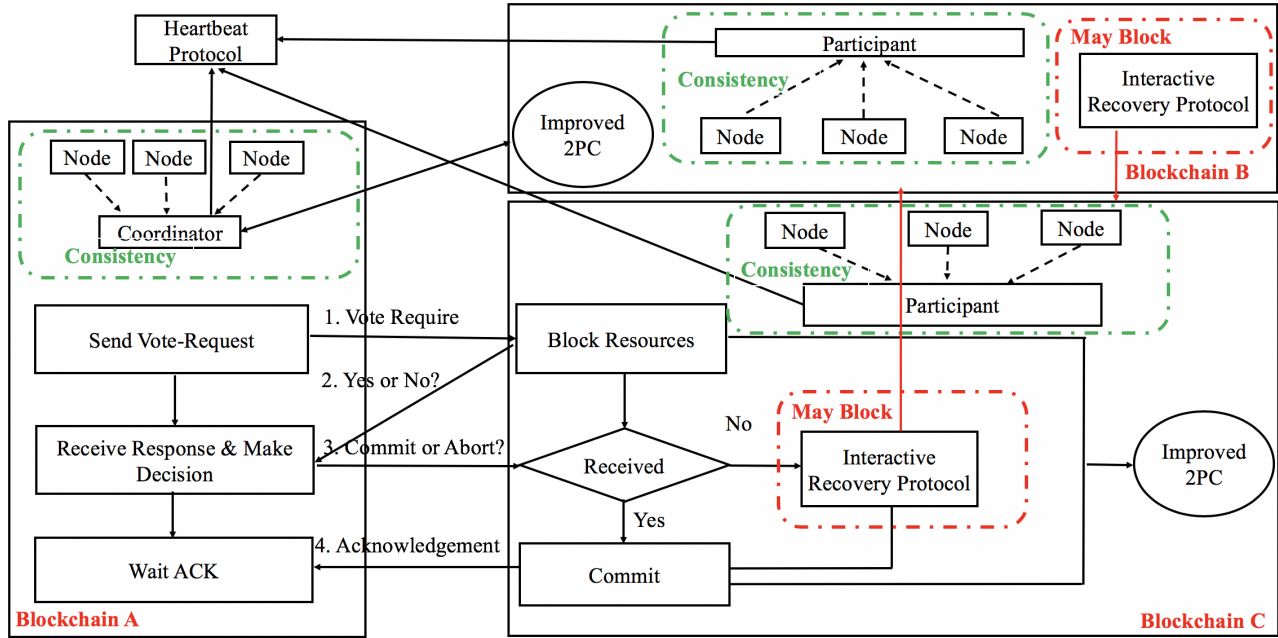 Heartbeat
Protocol
Participant
May Block
Consistency
Interactive
Recovery Protocol
Improved
2PC
Node
Node
Node
Blockchain B
Node
Node
Node
Coordinator
Consistency
Node
Node
Node
Consistency
Participant
Send Vote-Request
1. Vote Require
Block Resources
2. Yes or No?
May Block
No
Receive Response & Make
Decision
3. Commit or Abort?
Received
Interactive
Recovery Protocol
Improved
2PC
Yes
4. Acknowledgement
Wait ACK
Commit
Blockchain A
Blockchain C